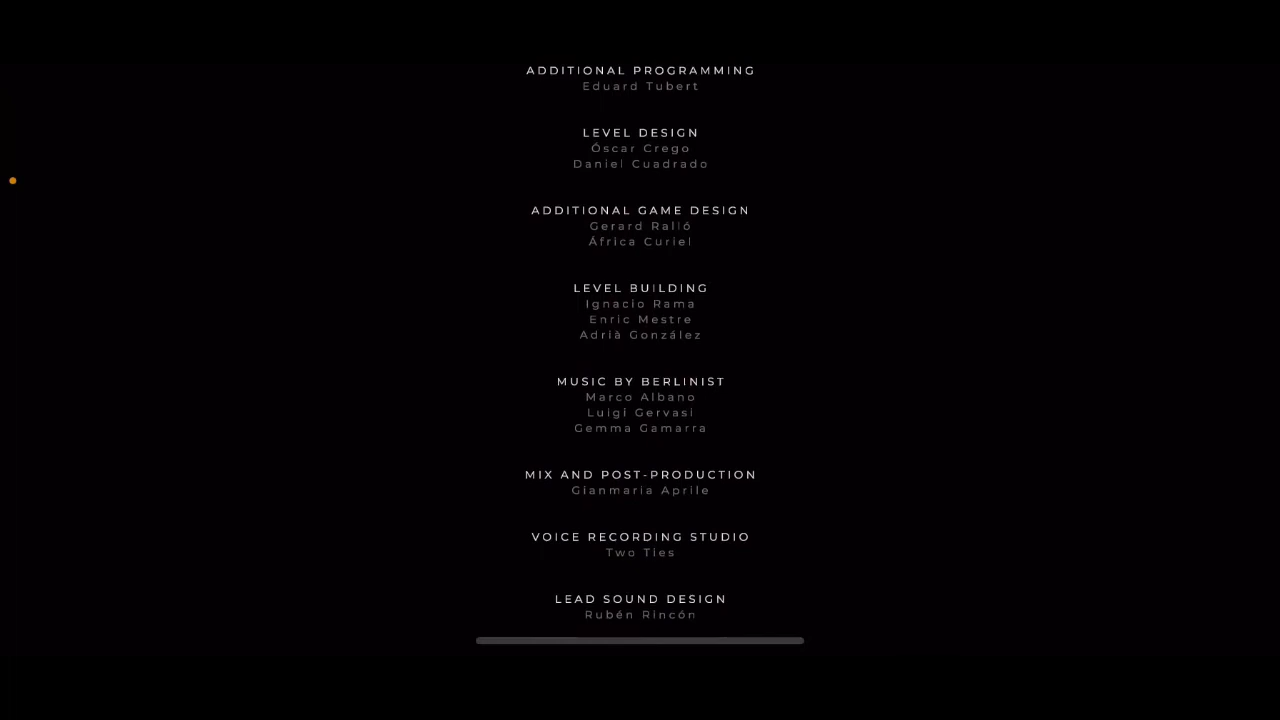 ADDITIONAL PROGRAMMING
Eduard Tubert
LEVEL DESIGN
Óscar Crego
Daniel Cuadrado
ADDITIONAL GAME DESIGN
Gerard Ralló
África Curiel
LEVEL BUILDING
Ignacio Rama
Enric Mestre
Adrià González
MUSIC BY BERLINIST
Marco Albano
Luigi Gervasi
Gemma Gamarra
MIX AND POST-PRODUCTION
Gianmaria Aprile
VOICE RECORDING STUDIO
Two Ties
LEAD SOUND DESIGN
Rubén Rincón